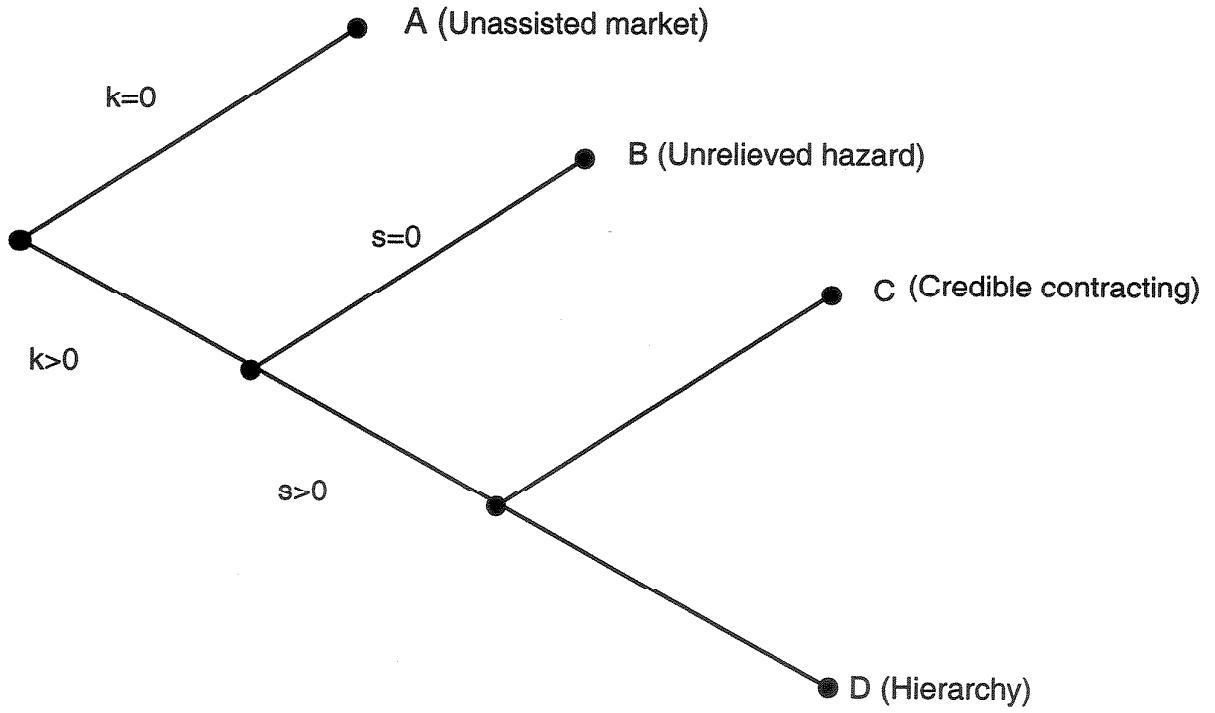 A (Unassisted market)
k=0
B (Unrelieved hazard)
s=0
C (Credible contracting)
k>0
s>0
D (Hierarchy)